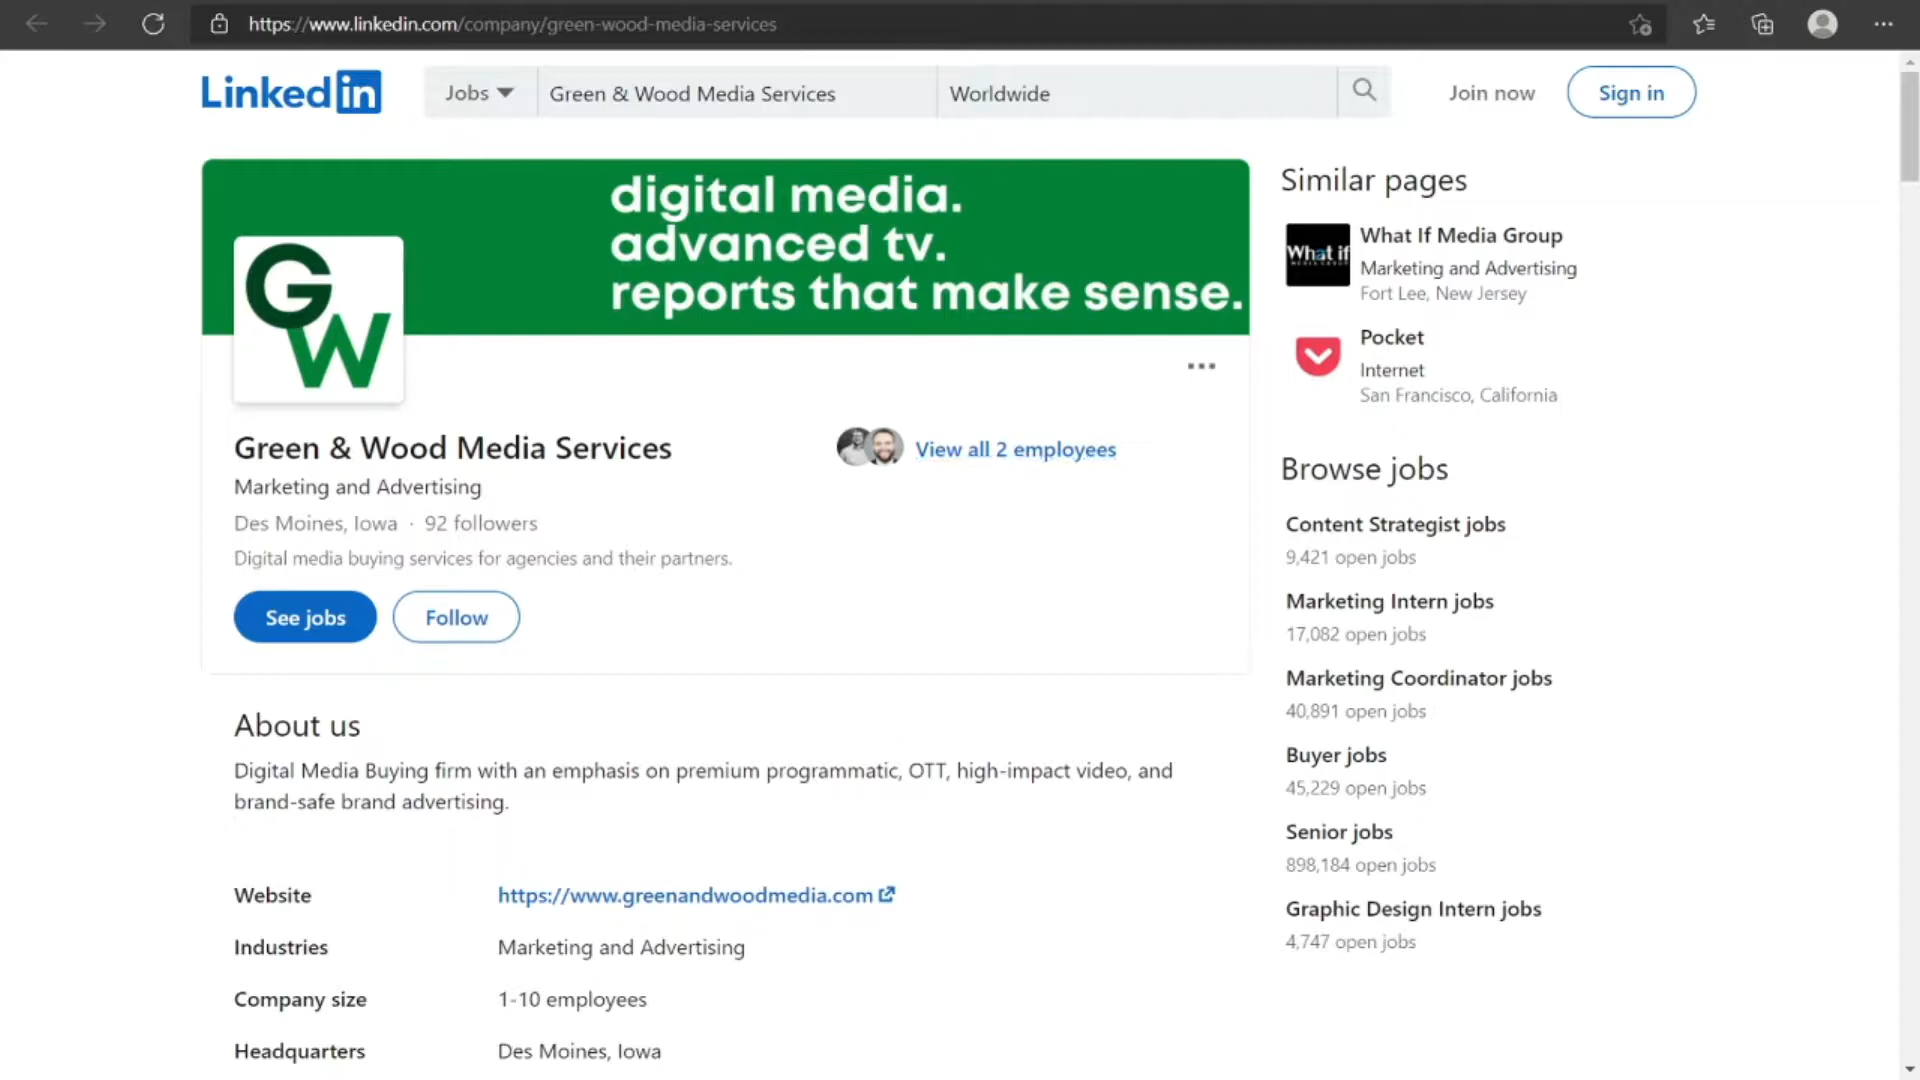 https://www.linkedin.com/company/green-wood-media-services
Linked in
Jobs
Green & Wood Media Services
Worldwide
Join now
Sign in
digital media.
advanced tv.
reports that make sense.
GW
Green & Wood Media Services
View all 2 employees
Marketing and Advertising
Des Moines, Iowa · 92 followers
Digital media buying services for agencies and their partners.
See jobs
Follow
About us
Digital Media Buying firm with an emphasis on premium programmatic, OTT, high-impact video, and
brand-safe brand advertising.
Website
https://www.greenandwoodmedia.com
Industries
Marketing and Advertising
Company size
1-10 employees
Headquarters
Des Moines, Iowa
Similar pages
What if
MEDIA GROUP
What If Media Group
Marketing and Advertising
Fort Lee, New Jersey
Pocket
Internet
San Francisco, California
Browse jobs
Content Strategist jobs
9,421 open jobs
Marketing Intern jobs
17,082 open jobs
Marketing Coordinator jobs
40,891 open jobs
Buyer jobs
45,229 open jobs
Senior jobs
898,184 open jobs
Graphic Design Intern jobs
4,747 open jobs